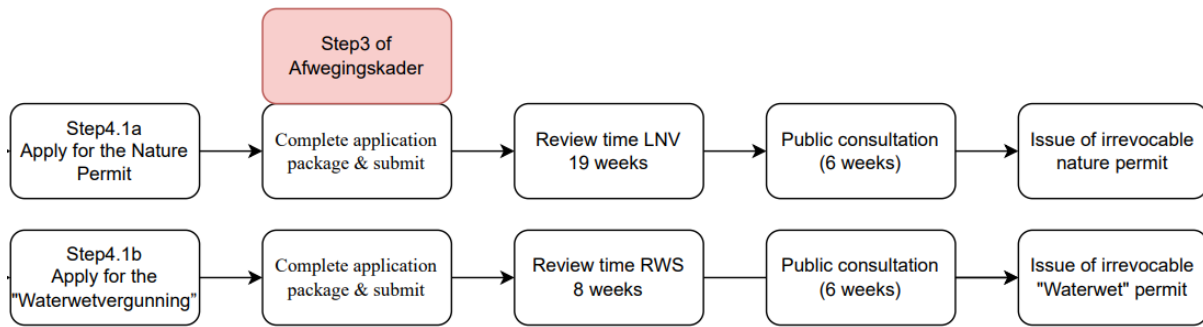 Step3 of
Afwegingskader
Step4.1a
Apply for the Nature
Permit
Complete application
package & submit
Review time LNV
19 weeks
Public consultation
(6 weeks)
Issue of irrevocable
nature permit
Step4.1b
Apply for the
"Waterwetvergunning"
Complete application
package & submit
Review time RWS
8 weeks
Public consultation
(6 weeks)
Issue of irrevocable
"Waterwet" permit